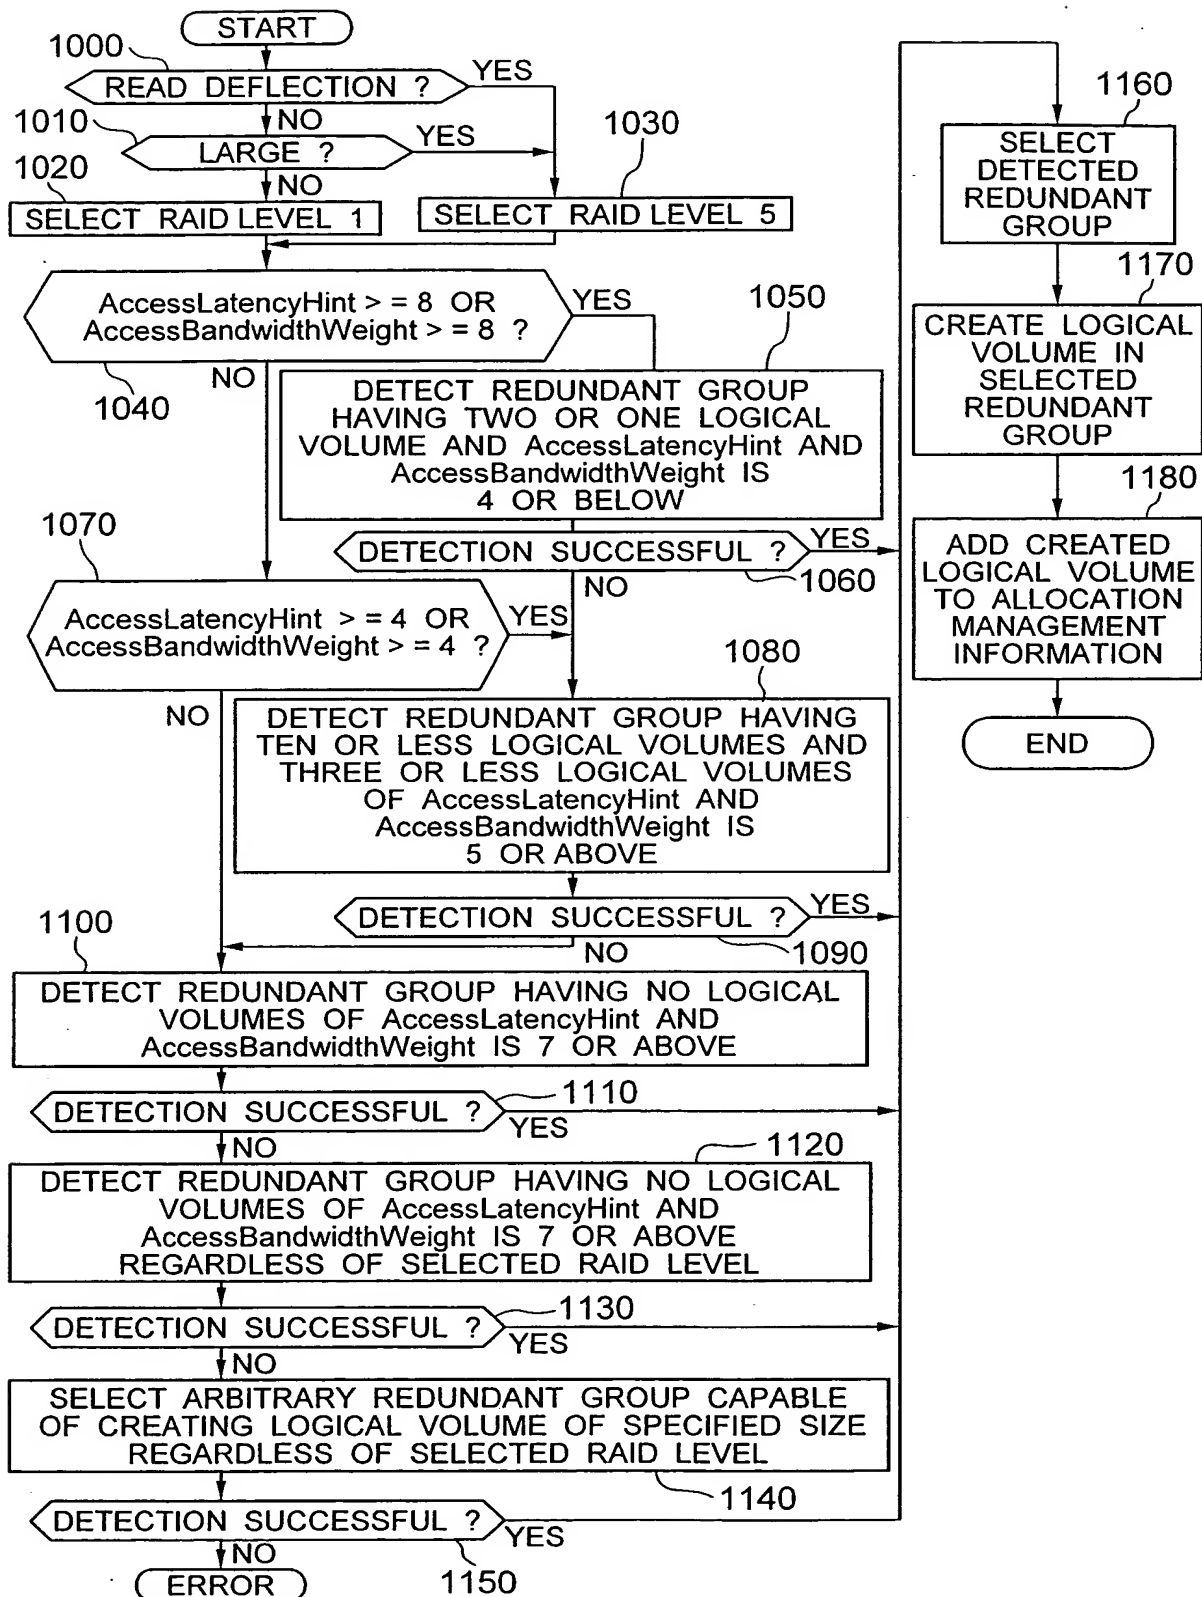 START
1000
READ DEFLECTION ?
YES
NO
1010
LARGE ?
YES
1030
1020
NO
SELECT RAID LEVEL 1
SELECT RAID LEVEL 5
AccessLatencyHint > = 8 OR
AccessBandwidthWeight > = 8 ?
YES
NO
1040
1050
DETECT REDUNDANT GROUP
HAVING TWO OR ONE LOGICAL
VOLUME AND AccessLatencyHint AND
AccessBandwidthWeight IS
4 OR BELOW
DETECTION SUCCESSFUL ?
YES
1060
NO
1070
AccessLatencyHint > = 4 OR
AccessBandwidthWeight > = 4 ?
YES
NO
1080
DETECT REDUNDANT GROUP HAVING
TEN OR LESS LOGICAL VOLUMES AND
THREE OR LESS LOGICAL VOLUMES
OF AccessLatencyHint AND
AccessBandwidthWeight IS
5 OR ABOVE
DETECTION SUCCESSFUL ?
YES
1090
NO
1100
DETECT REDUNDANT GROUP HAVING NO LOGICAL
VOLUMES OF AccessLatencyHint AND
AccessBandwidthWeight IS 7 OR ABOVE
DETECTION SUCCESSFUL ?
1110
YES
NO
1120
DETECT REDUNDANT GROUP HAVING NO LOGICAL
VOLUMES OF AccessLatencyHint AND
AccessBandwidthWeight IS 7 OR ABOVE
REGARDLESS OF SELECTED RAID LEVEL
DETECTION SUCCESSFUL ?
1130
YES
NO
SELECT ARBITRARY REDUNDANT GROUP CAPABLE
OF CREATING LOGICAL VOLUME OF SPECIFIED SIZE
REGARDLESS OF SELECTED RAID LEVEL
1140
DETECTION SUCCESSFUL ?
YES
1150
NO
ERROR
1160
SELECT
DETECTED
REDUNDANT
GROUP
1170
CREATE LOGICAL
VOLUME IN
SELECTED
REDUNDANT
GROUP
1180
ADD CREATED
LOGICAL VOLUME
TO ALLOCATION
MANAGEMENT
INFORMATION
END